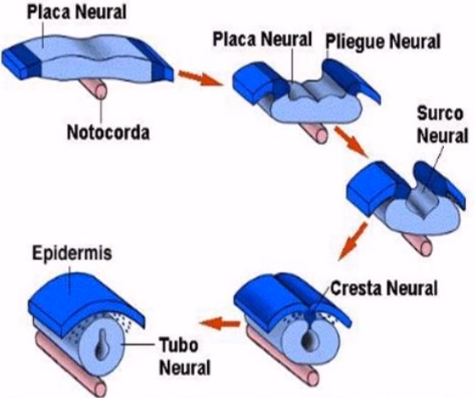 Placa Neural
Notocorda
Placa Neural
Pliegue Neural
Surco
Neural
Cresta Neural
Epidermis
Tubo
Neural